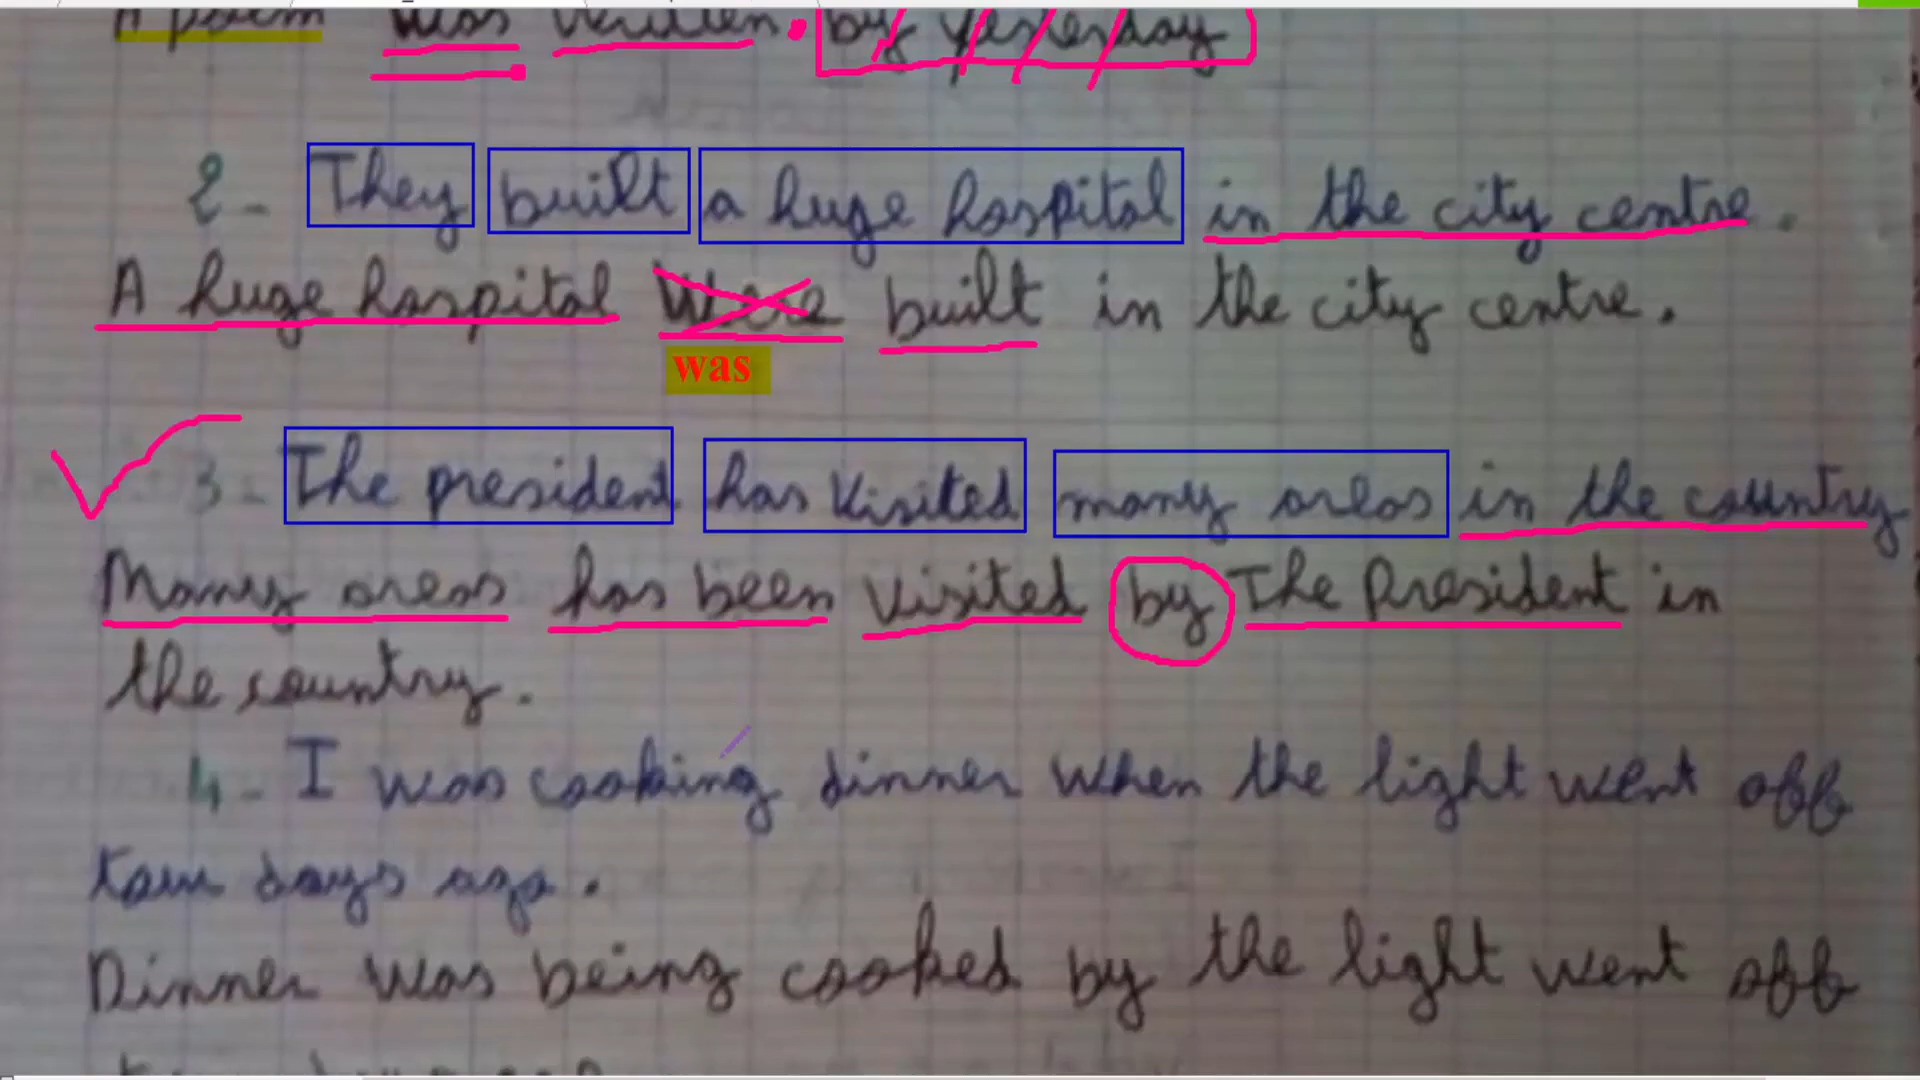 A poem was written. by yesterday
2- They built a huge hospital in the city centre.
A huge hospital Were built in the city centre.
was
3- The president has visited many areas in the country
Many areas has been visited by The President in
the country.
4- I was cooking dinner when the light went off
tow days ago.
Dinner was being cooked by the light went off